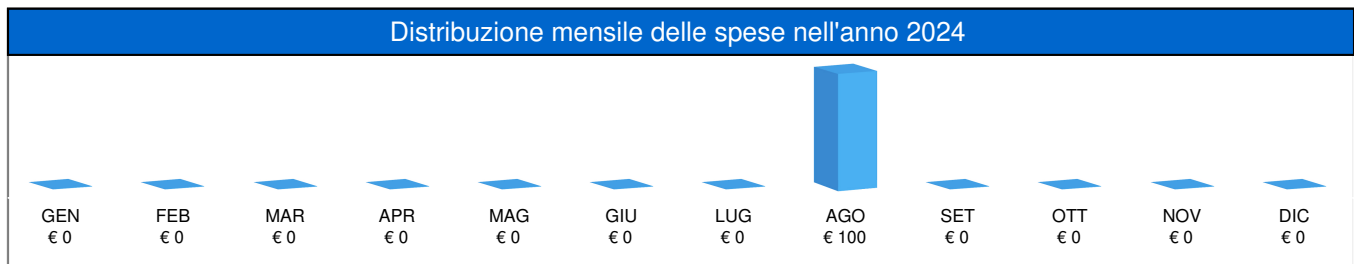 Distribuzione mensile delle spese nell'anno 2024
GEN FEB MAR APR MAG GIU LUG AGO SET OTT NOV DIC
€ 0 € 0 € 0 € 0 € 0 € 0 € 0 € 100 € 0 € 0 € 0 € 0